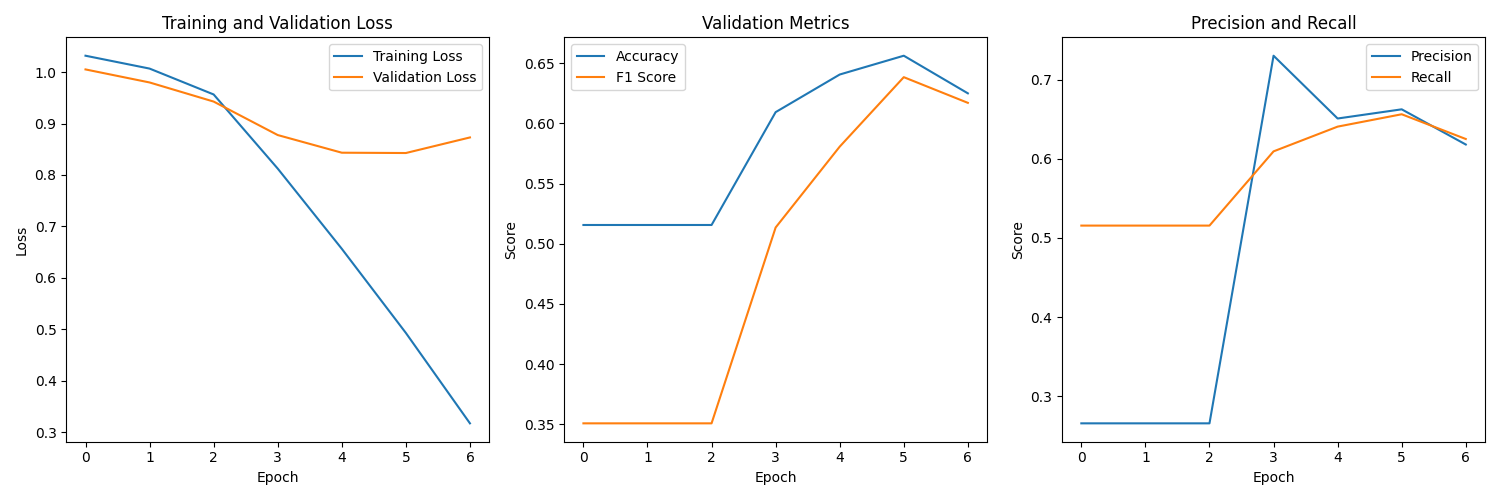 Training and Validation Loss
Training Loss
Validation Loss
1.0
0.9
0.8
0.7
0.6
0.5
0.4
0.3
Loss
0 1 2 3 4 5 6
Epoch
Validation Metrics
Accuracy
F1 Score
0.65
0.60
0.55
0.50
0.45
0.40
0.35
Score
0 1 2 3 4 5 6
Epoch
Precision and Recall
Precision
Recall
0.7
0.6
0.5
0.4
0.3
Score
0 1 2 3 4 5 6
Epoch